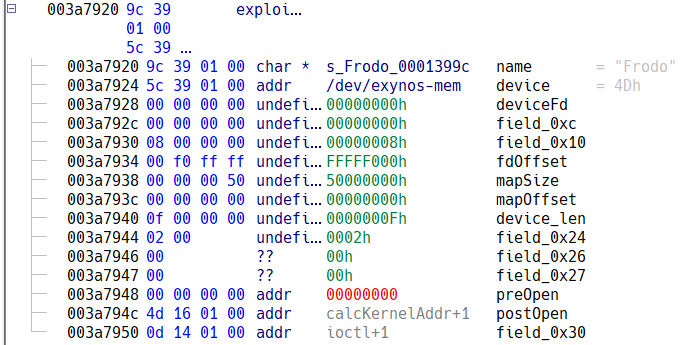 003a7920 9c 39 exploi...
01 00
5c 39 ...
003a7920 9c 39 01 00 char * s_Frodo_0001399c name = "Frodo"
003a7924 5c 39 01 00 addr /dev/exynos-mem device = 4Dh
003a7928 00 00 00 00 undefi... 00000000h deviceFd
003a792c 00 00 00 00 undefi... 00000000h field_0xc
003a7930 08 00 00 00 undefi... 00000008h field_0x10
003a7934 00 f0 ff ff undefi... FFFFF000h fdOffset
003a7938 00 00 00 50 undefi... 50000000h mapSize
003a793c 00 00 00 00 undefi... 00000000h mapOffset
003a7940 0f 00 00 00 undefi... 0000000Fh device_len
003a7944 02 00 undefi... 0002h field_0x24
003a7946 00 ?? 00h field_0x26
003a7947 00 ?? 00h field_0x27
003a7948 00 00 00 00 addr 00000000 preOpen
003a794c 4d 16 01 00 addr calcKernelAddr+1 postOpen
003a7950 0d 14 01 00 addr ioctl+1 field_0x30